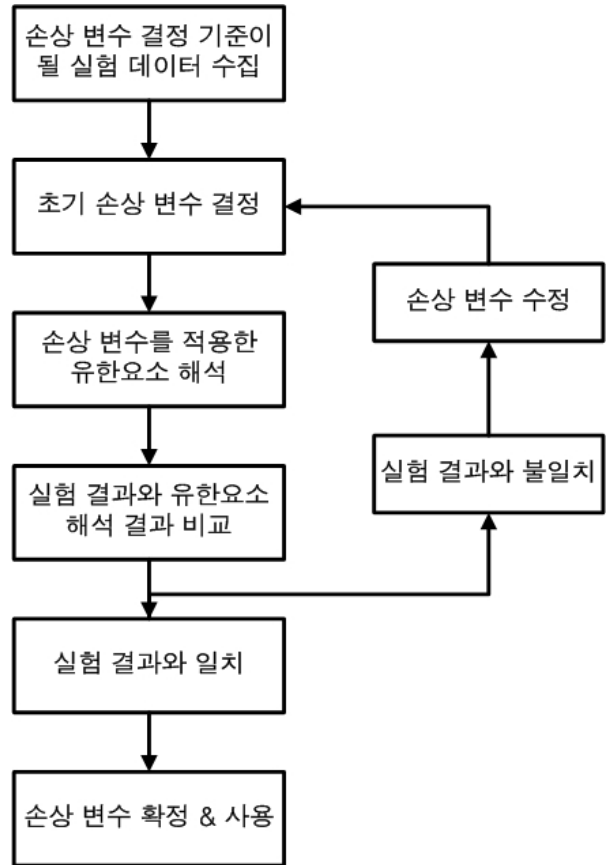 손상 변수 결정 기준이
될 실험 데이터 수집
초기 손상 변수 결정
손상 변수를 적용한
유한요소 해석
실험 결과와 유한요소
해석 결과 비교
실험 결과와 일치
손상 변수 확정 & 사용
손상 변수 수정
실험 결과와 불일치